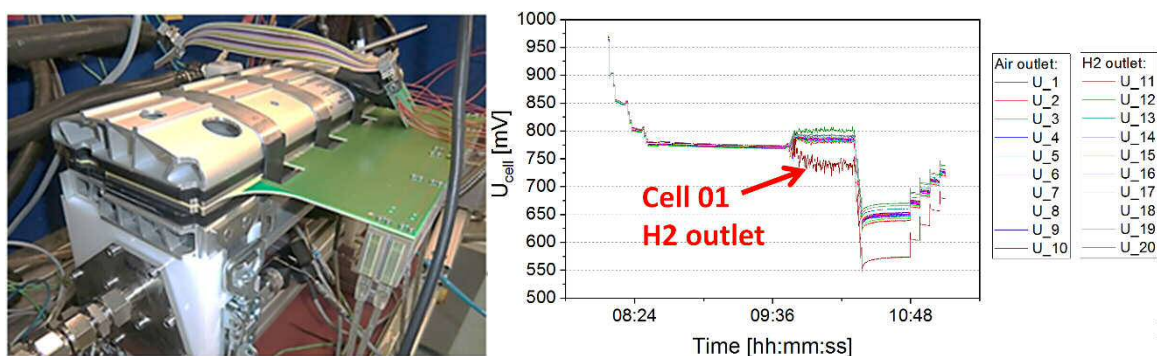 1000
950
900
850
800
750
700
650
600
550
500
U_cell [mV]
08:24
09:36
10:48
Time [hh:mm:ss]
Cell 01
H2 outlet
Air outlet:
U_1
U_2
U_3
U_4
U_5
U_6
U_7
U_8
U_9
U_10
H2 outlet:
U_11
U_12
U_13
U_14
U_15
U_16
U_17
U_18
U_19
U_20